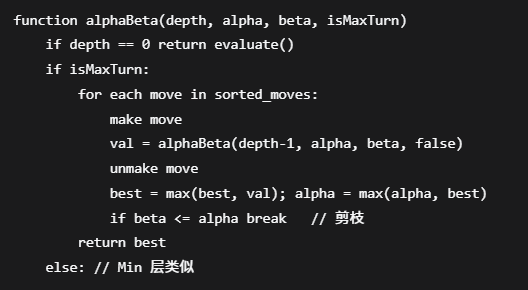 function alphaBeta(depth, alpha, beta, isMaxTurn)
    if depth == 0 return evaluate()
    if isMaxTurn:
        for each move in sorted_moves:
            make move
            val = alphaBeta(depth-1, alpha, beta, false)
            unmake move
            best = max(best, val); alpha = max(alpha, best)
            if beta <= alpha break   // 剪枝
        return best
    else: // Min 层类似